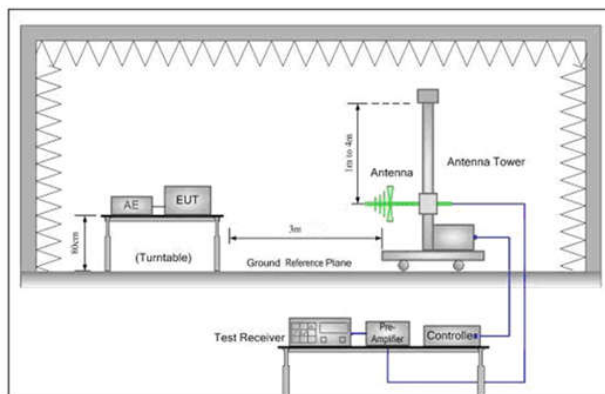 1m to 4m
Antenna
Antenna Tower
AE
EUT
80cm
(Turntable)
3m
Ground Reference Plane
Test Receiver
Pre-
Amplifier
Controller